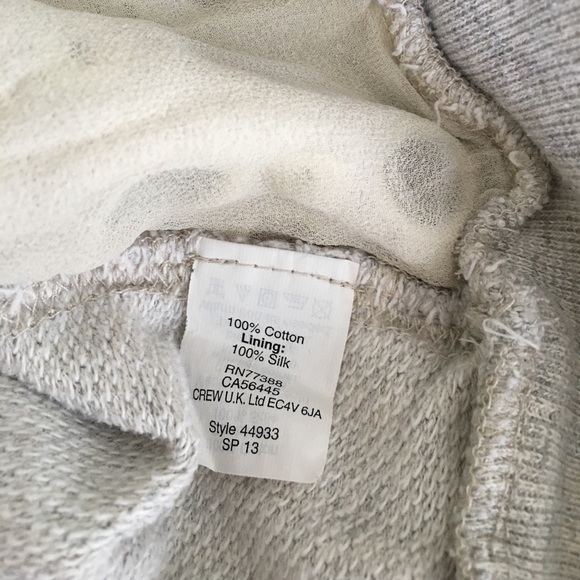 100% Cotton
Lining:
100% Silk
RN77388
CA56445
CREW U.K. Ltd EC4V 6JA
Style 44933
SP 13